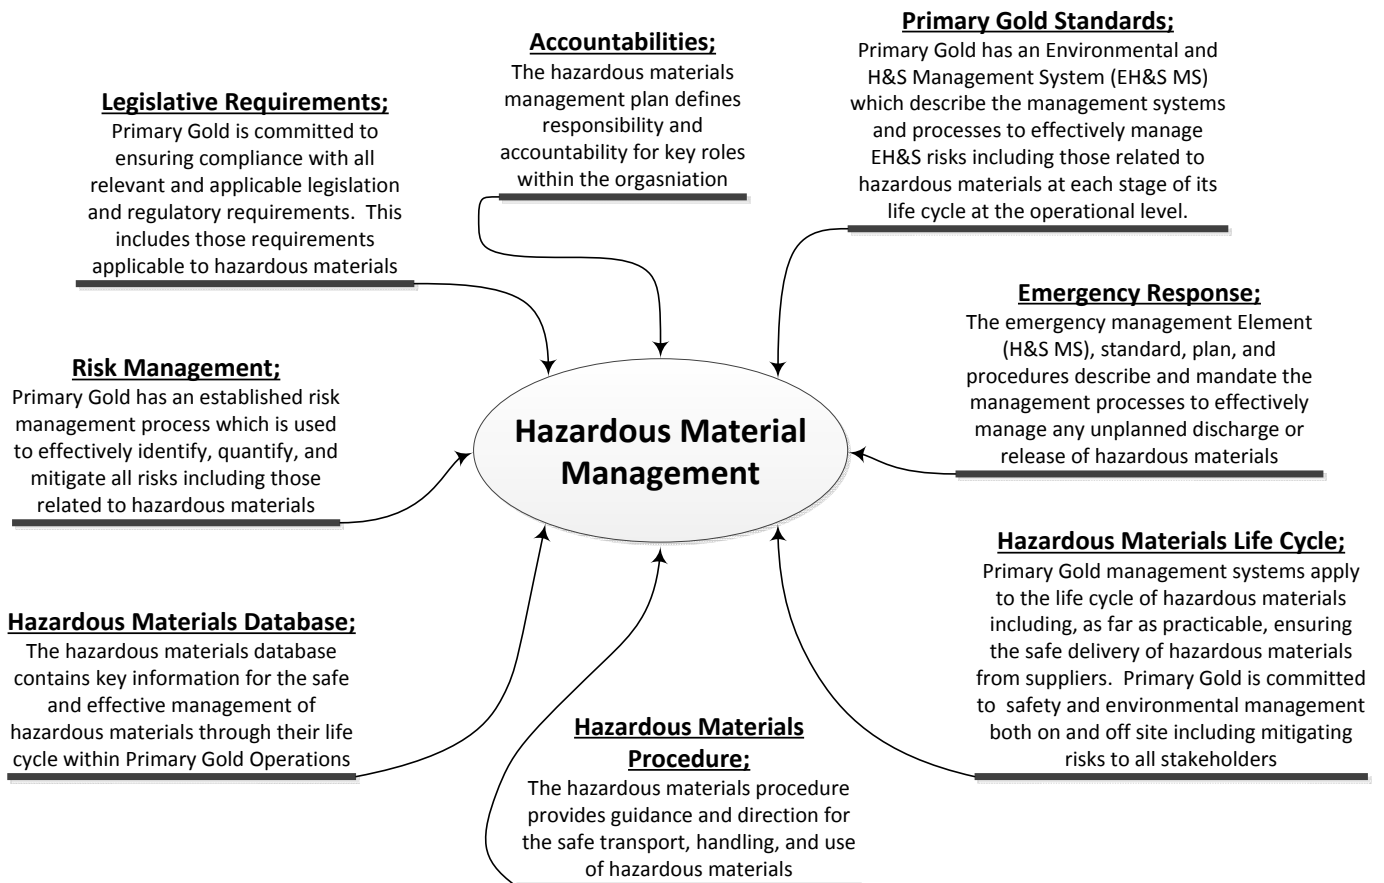 Primary Gold Standards;
Primary Gold has an Environmental and
H&S Management System (EH&S MS)
which describe the management systems
and processes to effectively manage
EH&S risks including those related to
hazardous materials at each stage of its
life cycle at the operational level.
Accountabilities;
The hazardous materials
management plan defines
responsibility and
accountability for key roles
within the orgasniation
Legislative Requirements;
Primary Gold is committed to
ensuring compliance with all
relevant and applicable legislation
and regulatory requirements.  This
includes those requirements
applicable to hazardous materials
Emergency Response;
The emergency management Element
(H&S MS), standard, plan, and
procedures describe and mandate the
management processes to effectively
manage any unplanned discharge or
release of hazardous materials
Risk Management;
Primary Gold has an established risk
management process which is used
to effectively identify, quantify, and
mitigate all risks including those
related to hazardous materials
Hazardous Material
Management
Hazardous Materials Life Cycle;
Primary Gold management systems apply
to the life cycle of hazardous materials
including, as far as practicable, ensuring
the safe delivery of hazardous materials
from suppliers.  Primary Gold is committed
to  safety and environmental management
both on and off site including mitigating
risks to all stakeholders
Hazardous Materials Database;
The hazardous materials database
contains key information for the safe
and effective management of
hazardous materials through their life
cycle within Primary Gold Operations
Hazardous Materials
Procedure;
The hazardous materials procedure
provides guidance and direction for
the safe transport, handling, and use
of hazardous materials